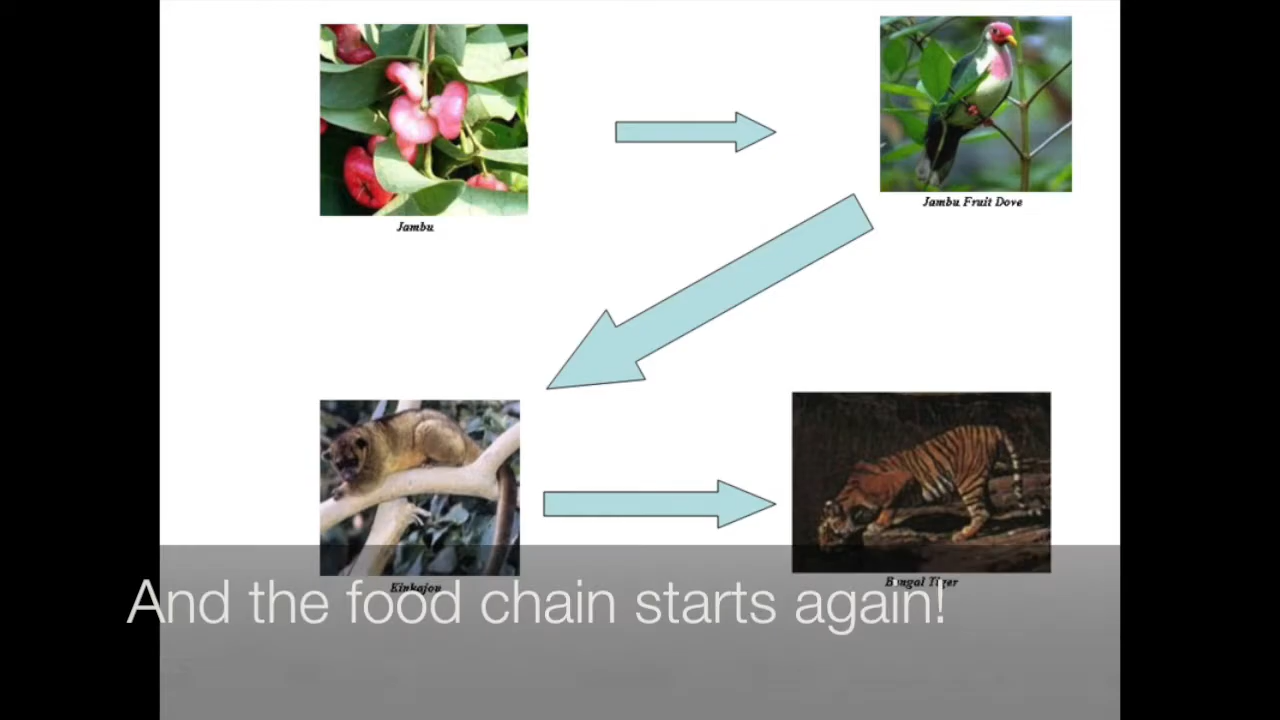 Jambu
Jambu Fruit Dove
Kinkajou
Bengal Tiger
And the food chain starts again!